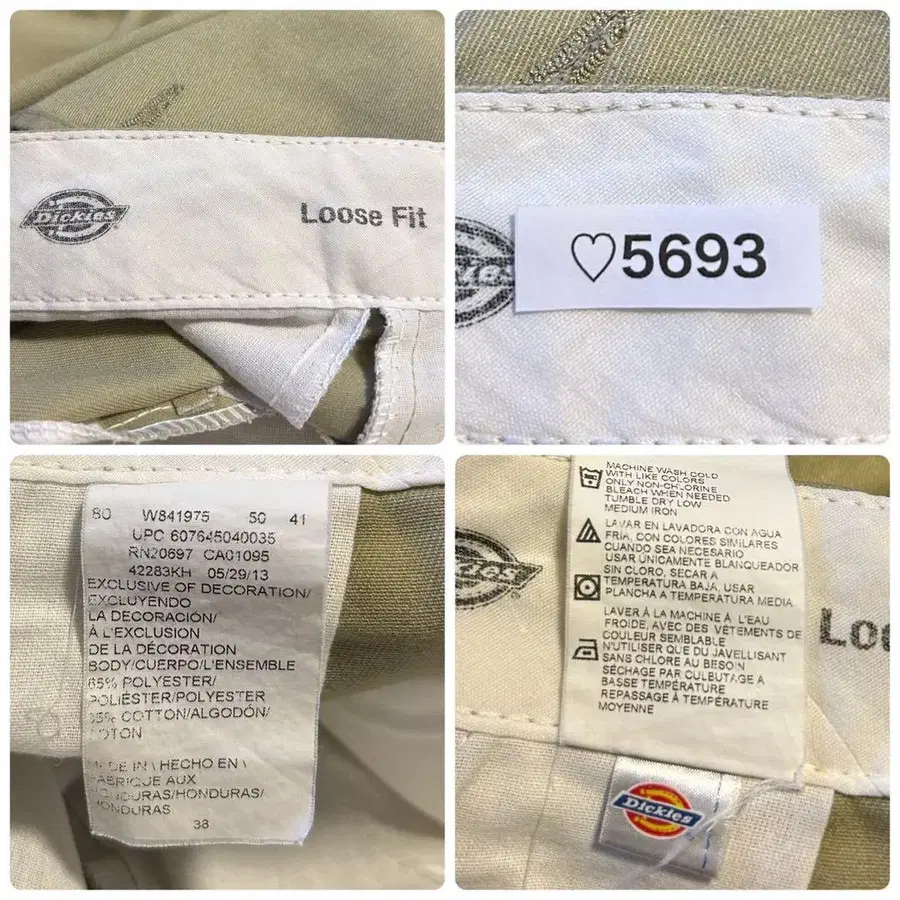 Dickies
Loose Fit
♡5693
80 W841975 50 41
UPC 607645040035
RN20697 CA01095
42283KH 05/29/13
EXCLUSIVE OF DECORATION/
EXCLUYENDO
LA DECORACIÓN/
À L'EXCLUSION
DE LA DÉCORATION
BODY/CUERPO/L'ENSEMBLE
65% POLYESTER/
POLIÉSTER/POLYESTER
35% COTTON/ALGODÓN/
COTON
MADE IN \ HECHO EN \
FABRIQUE AUX
HONDURAS/HONDURAS/
HONDURAS
38
MACHINE WASH COLD
WITH LIKE COLORS
ONLY NON-CHLORINE
BLEACH WHEN NEEDED
TUMBLE DRY LOW
MEDIUM IRON
LAVAR EN LAVADORA CON AGUA
FRÍA, CON COLORES SIMILARES
CUANDO SEA NECESARIO
USAR ÚNICAMENTE BLANQUEADOR
SIN CLORO, SECAR A
TEMPERATURA BAJA, USAR
PLANCHA A TEMPERATURA MEDIA
LAVER À LA MACHINE À L'EAU
FROIDE, AVEC DES VÊTEMENTS DE
COULEUR SEMBLABLE
N'UTILISER QUE DU JAVELLISANT
SANS CHLORE AU BESOIN
SÉCHAGE PAR CULBUTAGE À
BASSE TEMPÉRATURE
REPASSAGE À TEMPÉRATURE
MOYENNE
Loo
Dickies